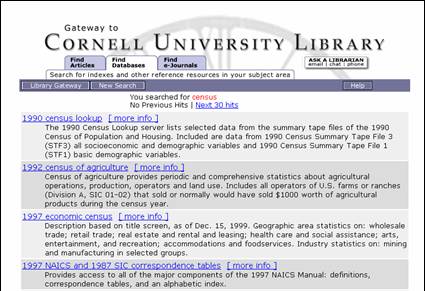 Gateway to
CORNELL UNIVERSITY LIBRARY
Find Articles
Find Databases
Find e-Journals
ASK A LIBRARIAN
email | chat | phone
Search for indexes and other reference resources in your subject area
Library Gateway New Search Help
You searched for census
No Previous Hits | Next 30 hits
1990 census lookup [ more info ]
The 1990 Census Lookup server lists selected data from the summary tape files of the 1990
Census of Population and Housing. Included are data from 1990 Census Summary Tape File 3
(STF3) all socioeconomic and demographic variables and 1990 Census Summary Tape File 1
(STF1) basic demographic variables.
1992 census of agriculture [ more info ]
Census of agriculture provides periodic and comprehensive statistics about agricultural
operations, production, operators and land use. Includes all operators of U.S. farms or ranches
(Division A, SIC 01-02) that sold or normally would have sold $1000 worth of agricultural
products during the census year.
1997 economic census [ more info ]
Description based on title screen, as of Dec. 15, 1999. Geographic area statistics on: wholesale
trade; retail trade; real estate and rental and leasing; health care and social assistance; arts,
entertainment, and recreation; accommodations and foodservices. Industry statistics on: mining
and manufacturing in selected groups.
1997 NAICS and 1987 SIC correspondence tables [ more info ]
Provides access to all of the major components of the 1997 NAICS Manual: definitions,
correspondence tables, and an alphabetic index.